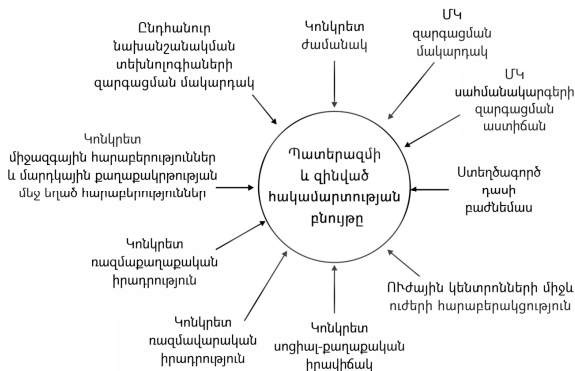 Ընդհանուր
նախանշանակման
տեխնոլոգիաների
զարգացման մակարդակ
Կոնկրետ
ժամանակ
ՄԿ
զարգացման
մակարդակ
ՄԿ
սահմանակարգերի
զարգացման
աստիճան
Կոնկրետ
միջազգային հարաբերություններ
և մարդկային քաղաքակրթության
մեջ եղած հարաբերություններ
Պատերազմի
և զինված
հակամարտության
բնույթը
Ստեղծագործ
դասի
բաժնեմաս
Կոնկրետ
ռազմաքաղաքական
իրադրություն
ՈՒժային կենտրոնների միջև
ուժերի հարաբերակցություն
Կոնկրետ
ռազմավարական
իրադրություն
Կոնկրետ
սոցիալ-քաղաքական
իրավիճակ